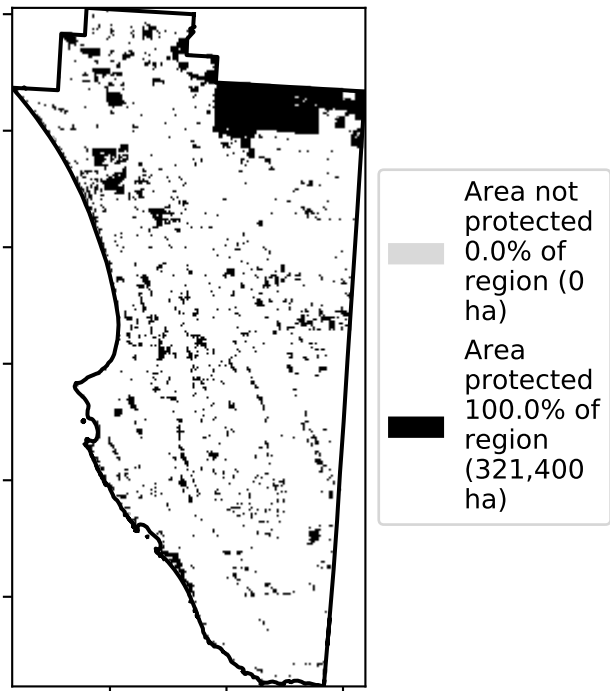 Area not
protected
0.0% of
region (0
ha)
Area
protected
100.0% of
region
(321,400
ha)